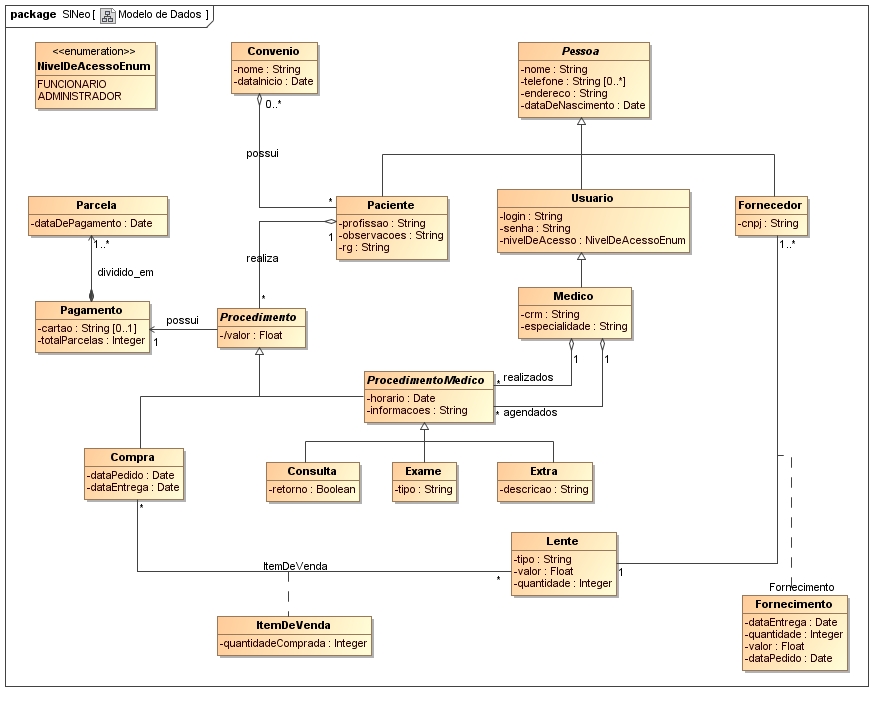 package SINeo [ Modelo de Dados ]
<<enumeration>>
NivelDeAcessoEnum
FUNCIONARIO
ADMINISTRADOR
Convenio
-nome : String
-dataInicio : Date
0..*
possui
*
Pessoa
-nome : String
-telefone : String [0..*]
-endereco : String
-dataDeNascimento : Date
Parcela
-dataDePagamento : Date
1..*
dividido_em
Paciente
-profissao : String
-observacoes : String
-rg : String
1
realiza
*
Usuario
-login : String
-senha : String
-nivelDeAcesso : NivelDeAcessoEnum
Fornecedor
-cnpj : String
1..*
Pagamento
-cartao : String [0..1]
-totalParcelas : Integer
1
possui
Procedimento
-/valor : Float
Medico
-crm : String
-especialidade : String
1
1
ProcedimentoMedico
-horario : Date
-informacoes : String
* realizados
* agendados
Compra
-dataPedido : Date
-dataEntrega : Date
*
Consulta
-retorno : Boolean
Exame
-tipo : String
Extra
-descricao : String
ItemDeVenda
*
Lente
-tipo : String
-valor : Float
-quantidade : Integer
1
ItemDeVenda
-quantidadeComprada : Integer
Fornecimento
Fornecimento
-dataEntrega : Date
-quantidade : Integer
-valor : Float
-dataPedido : Date